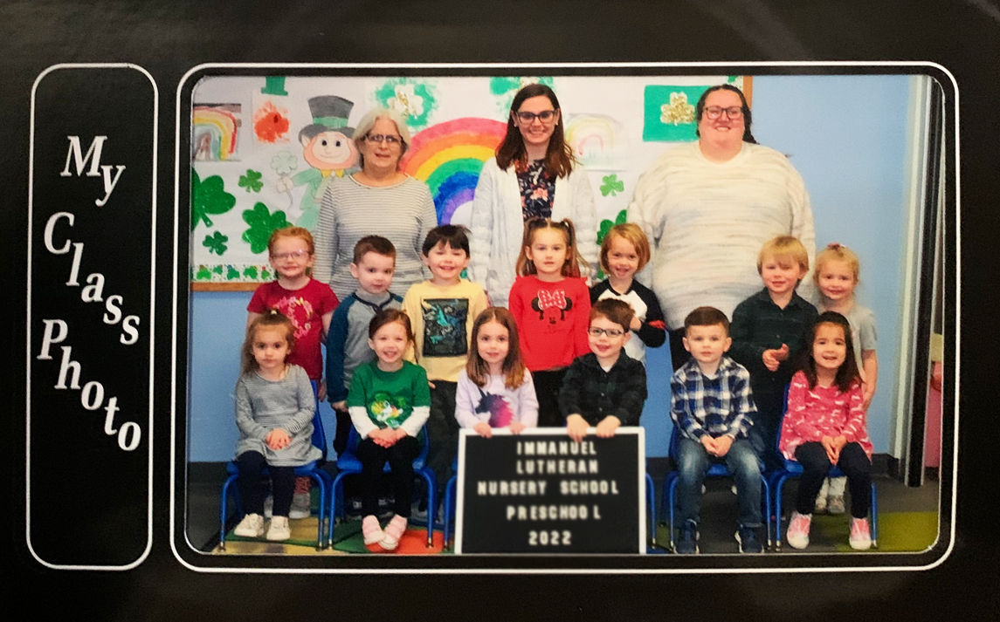 My
Class
Photo
IMMANUEL
LUTHERAN
NURSERY SCHOOL
PRESCHOOL
2022